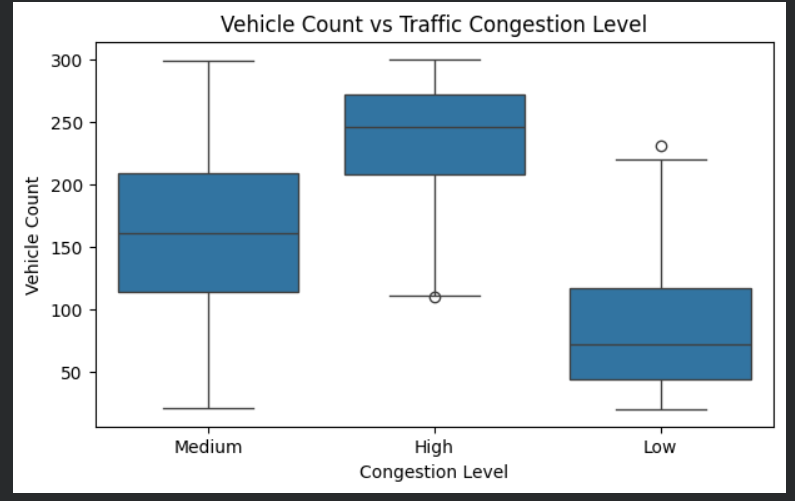 Vehicle Count vs Traffic Congestion Level
300
250
200
150
100
50
Vehicle Count
Medium High Low
Congestion Level